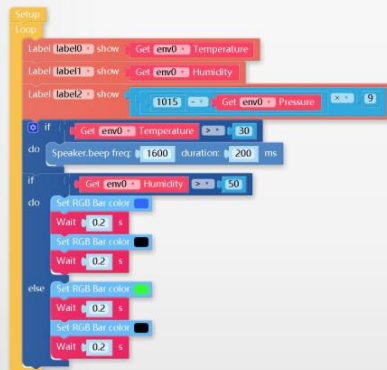 Setup
Loop
Label label0 show Get env0 Temperature
Label label1 show Get env0 Humidity
Label label2 show 1015 - Get env0 Pressure × 9
if Get env0 Temperature > 30
do Speaker.beep freq: 1600 duration: 200 ms
if Get env0 Humidity > 50
do Set RGB Bar color
Wait 0.2 s
Set RGB Bar color
Wait 0.2 s
else Set RGB Bar color
Wait 0.2 s
Set RGB Bar color
Wait 0.2 s